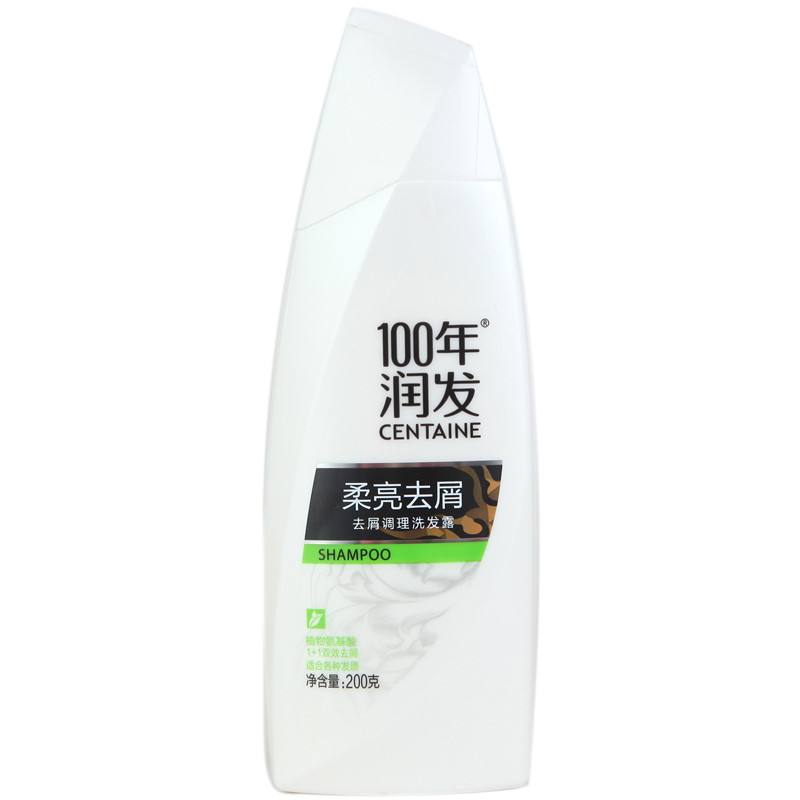 100年®
润发
CENTAINE
柔亮去屑
去屑调理洗发露
SHAMPOO
植物氨基酸
1+1双效去屑
适合各种发质
净含量:200克